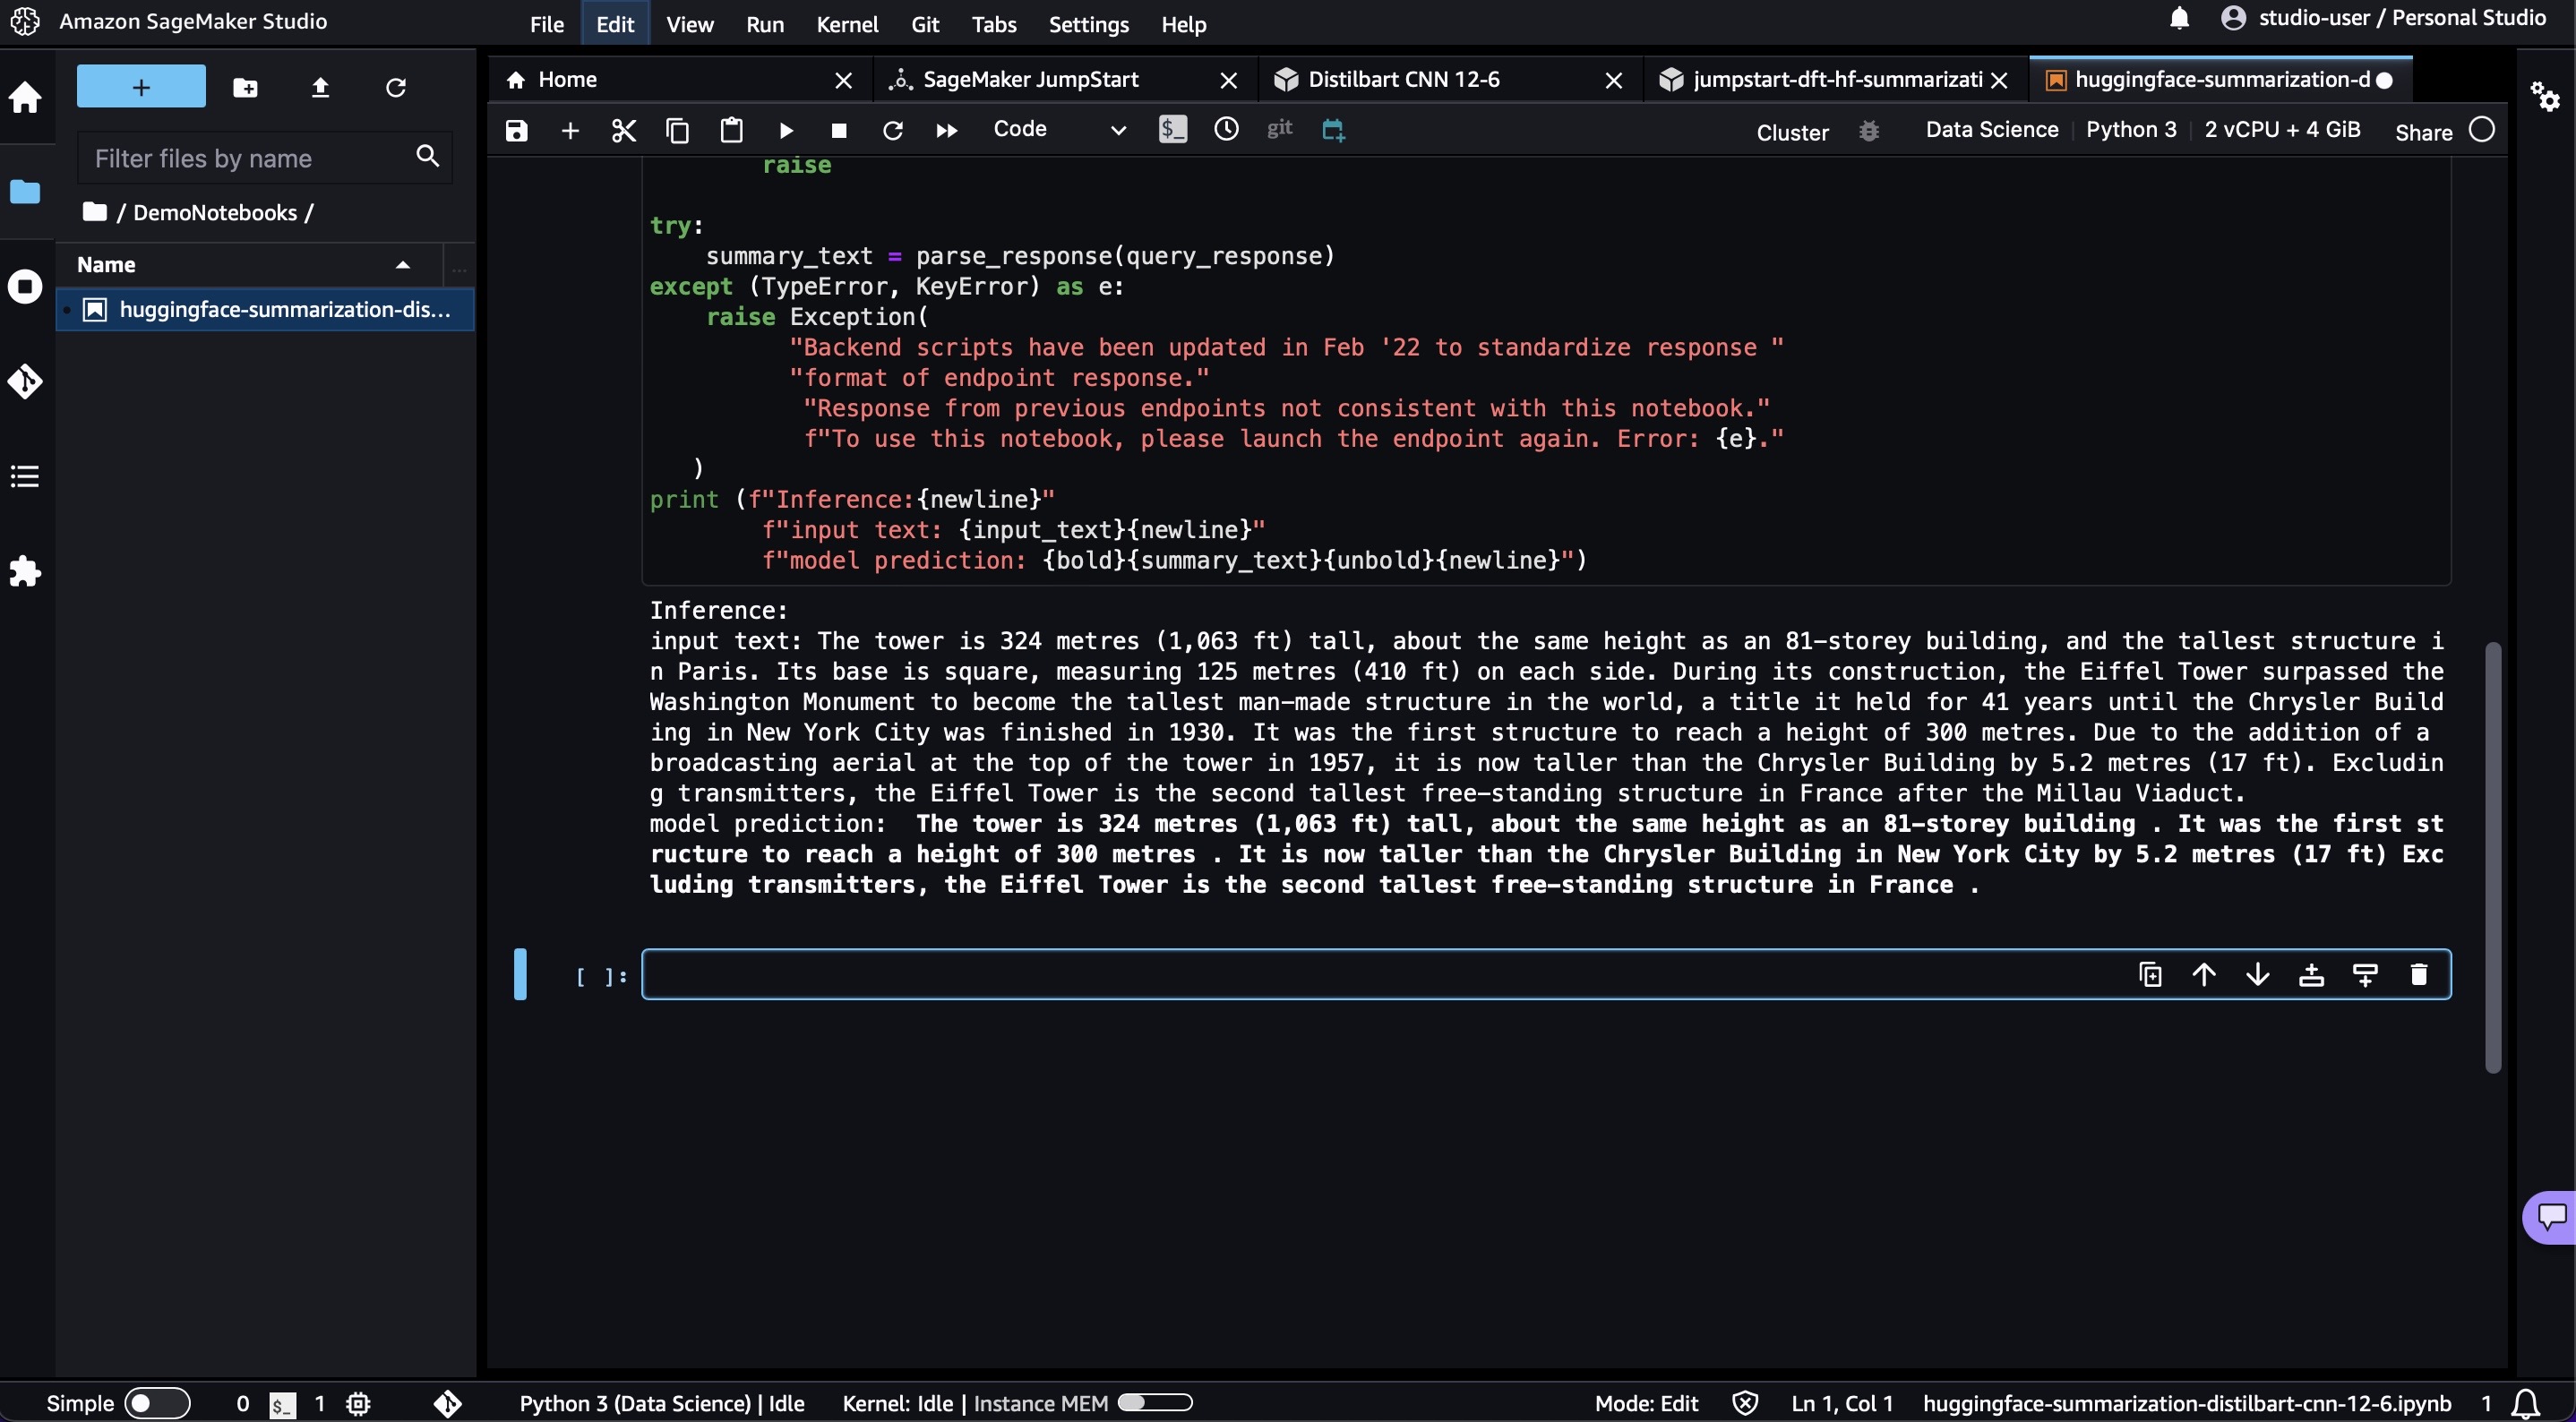 Amazon SageMaker Studio
File Edit View Run Kernel Git Tabs Settings Help
studio-user / Personal Studio
Home
SageMaker JumpStart
Distilbart CNN 12-6
jumpstart-dft-hf-summarizati
huggingface-summarization-d
Code
$_
git
Cluster
Data Science
Python 3
2 vCPU + 4 GiB
Share
Filter files by name
/ DemoNotebooks /
Name
...
huggingface-summarization-dis...
raise
try:
summary_text = parse_response(query_response)
except (TypeError, KeyError) as e:
raise Exception(
"Backend scripts have been updated in Feb '22 to standardize response "
"format of endpoint response."
"Response from previous endpoints not consistent with this notebook."
f"To use this notebook, please launch the endpoint again. Error: {e}."
)
print (f"Inference:{newline}"
f"input text: {input_text}{newline}"
f"model prediction: {bold}{summary_text}{unbold}{newline}")
Inference:
input text: The tower is 324 metres (1,063 ft) tall, about the same height as an 81-storey building, and the tallest structure i
n Paris. Its base is square, measuring 125 metres (410 ft) on each side. During its construction, the Eiffel Tower surpassed the
Washington Monument to become the tallest man-made structure in the world, a title it held for 41 years until the Chrysler Build
ing in New York City was finished in 1930. It was the first structure to reach a height of 300 metres. Due to the addition of a
broadcasting aerial at the top of the tower in 1957, it is now taller than the Chrysler Building by 5.2 metres (17 ft). Excludin
g transmitters, the Eiffel Tower is the second tallest free-standing structure in France after the Millau Viaduct.
model prediction:  The tower is 324 metres (1,063 ft) tall, about the same height as an 81-storey building . It was the first st
ructure to reach a height of 300 metres . It is now taller than the Chrysler Building in New York City by 5.2 metres (17 ft) Exc
luding transmitters, the Eiffel Tower is the second tallest free-standing structure in France .
[ ]:
Simple
0
$_
1
Python 3 (Data Science) | Idle
Kernel: Idle | Instance MEM
Mode: Edit
Ln 1, Col 1
huggingface-summarization-distilbart-cnn-12-6.ipynb
1